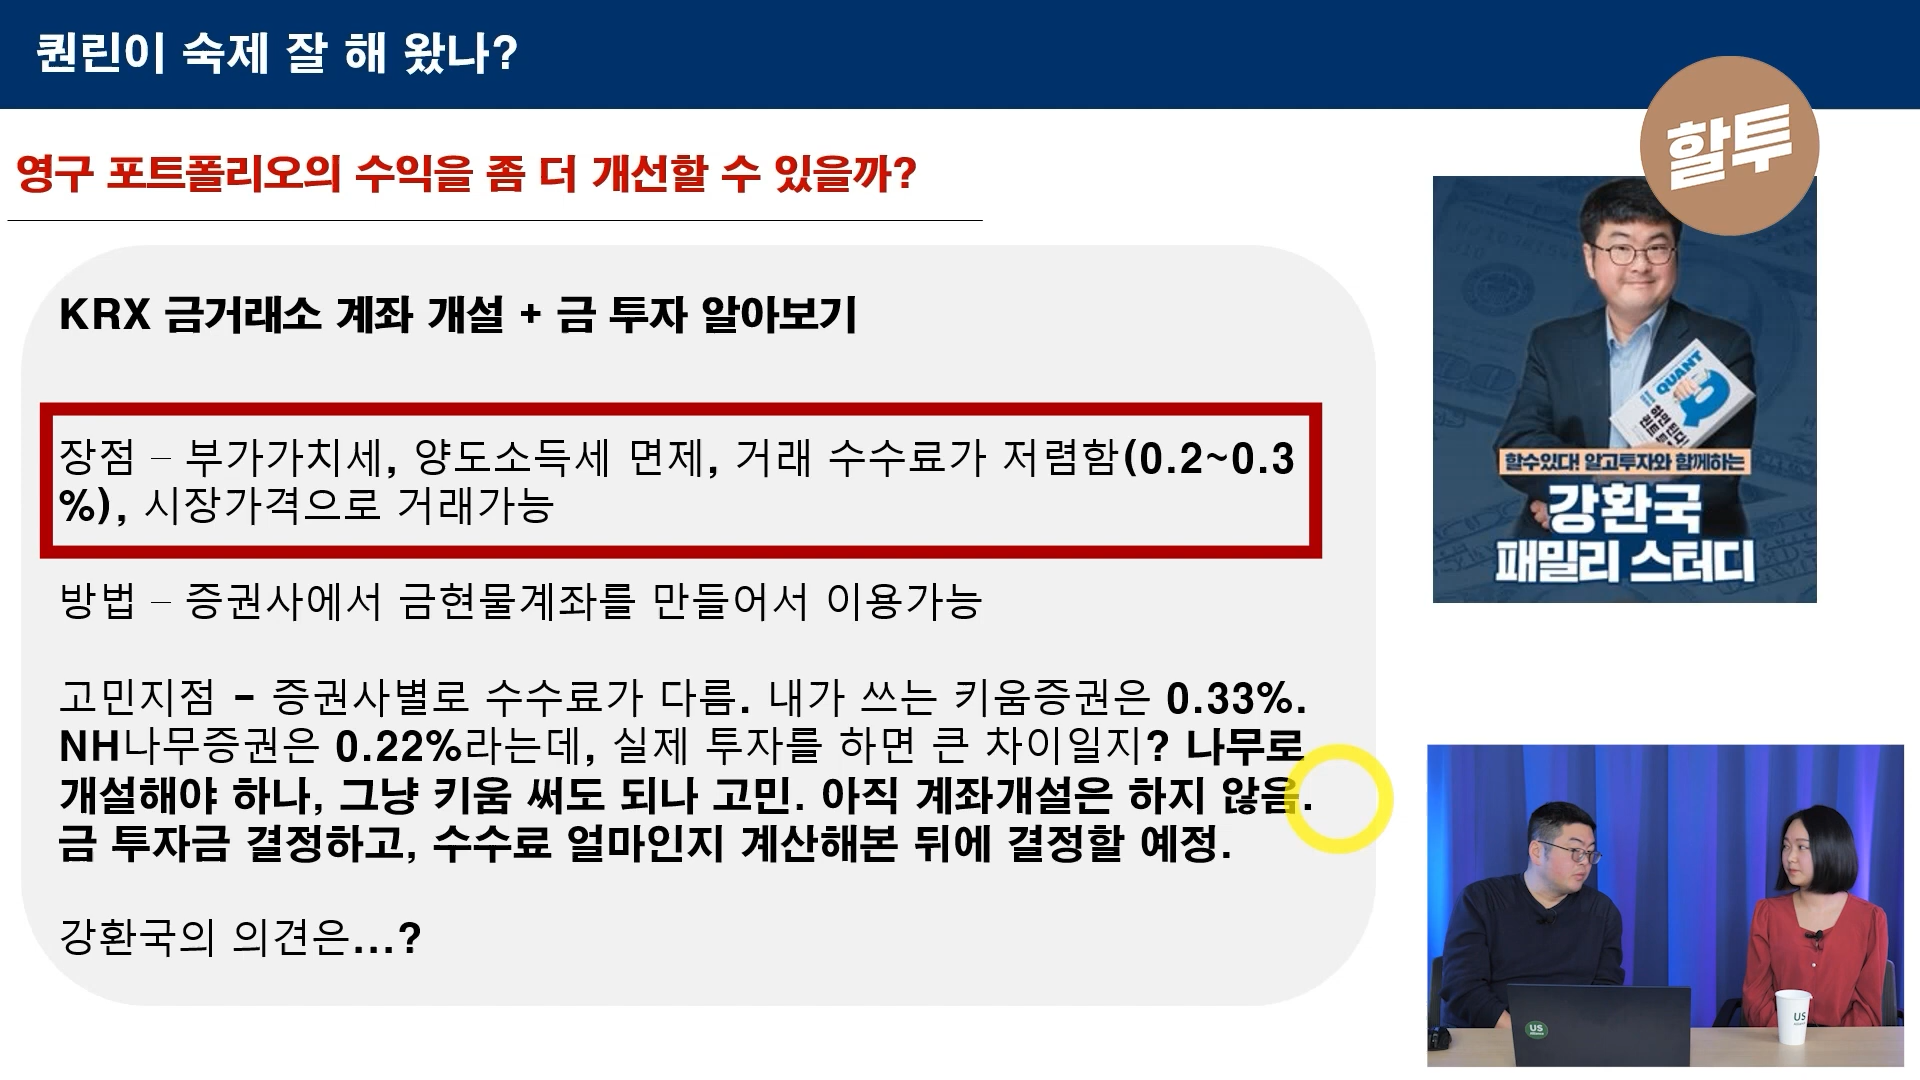 퀀린이 숙제 잘 해 왔나?
할투
영구 포트폴리오의 수익을 좀 더 개선할 수 있을까?
KRX 금거래소 계좌 개설 + 금 투자 알아보기
장점 – 부가가치세, 양도소득세 면제, 거래 수수료가 저렴함(0.2~0.3
%), 시장가격으로 거래가능
방법 – 증권사에서 금현물계좌를 만들어서 이용가능
고민지점 – 증권사별로 수수료가 다름. 내가 쓰는 키움증권은 0.33%.
NH나무증권은 0.22%라는데, 실제 투자를 하면 큰 차이일지? 나무로
개설해야 하나, 그냥 키움 써도 되나 고민. 아직 계좌개설은 하지 않음.
금 투자금 결정하고, 수수료 얼마인지 계산해본 뒤에 결정할 예정.
강환국의 의견은...?
QUANT
하면 된다!
할수있다! 알고투자와 함께하는
강환국
패밀리 스터디
US
US